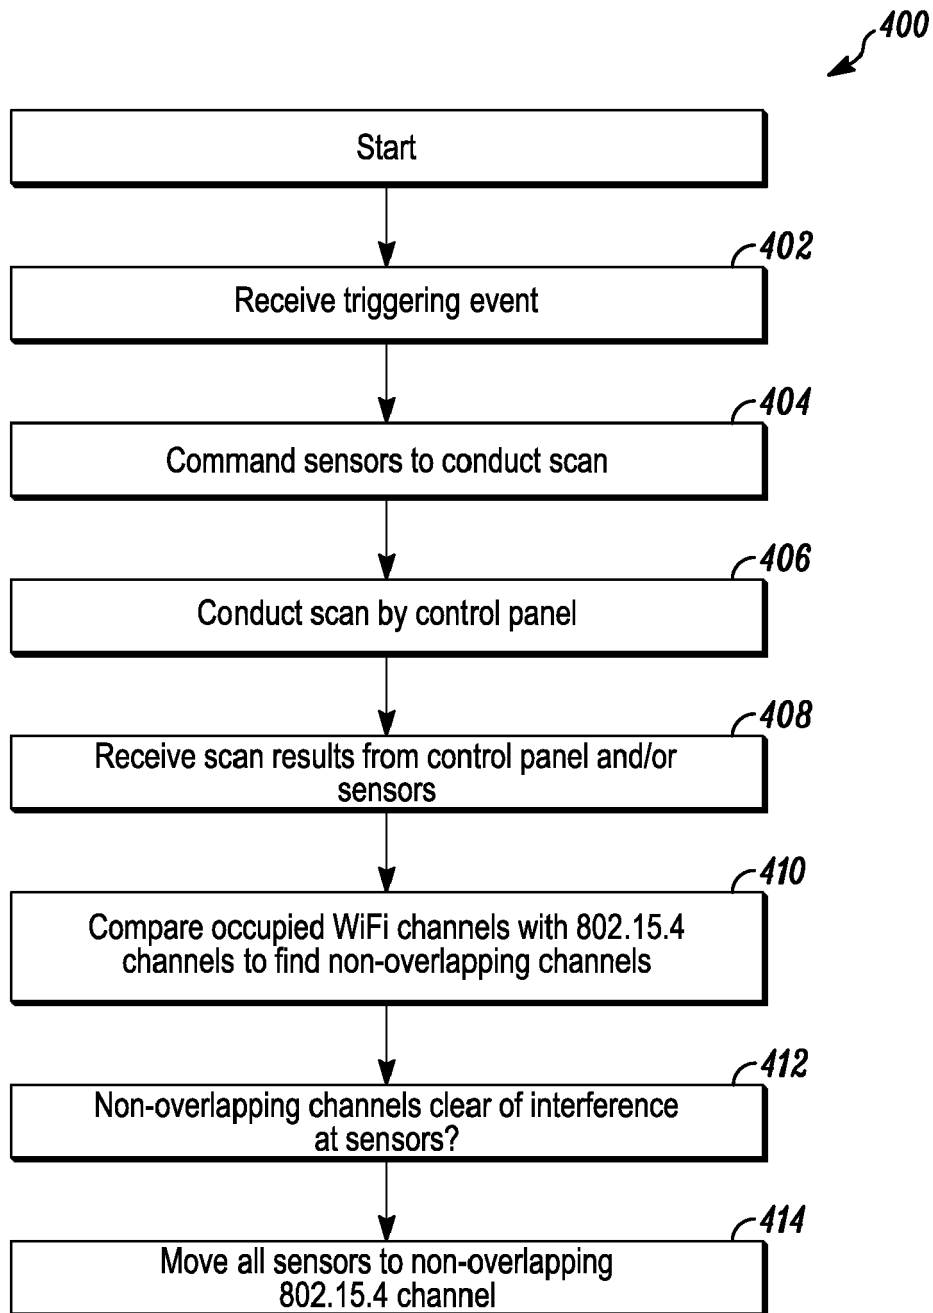 400
Start
402
Receive triggering event
404
Command sensors to conduct scan
406
Conduct scan by control panel
408
Receive scan results from control panel and/or
sensors
410
Compare occupied WiFi channels with 802.15.4
channels to find non-overlapping channels
412
Non-overlapping channels clear of interference
at sensors?
414
Move all sensors to non-overlapping
802.15.4 channel